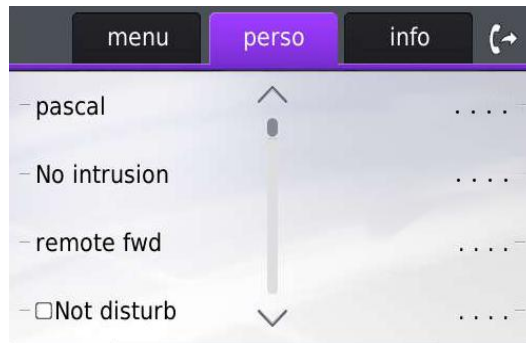 menu perso info
pascal . . . .
No intrusion . . . .
remote fwd . . . .
Not disturb . . . .